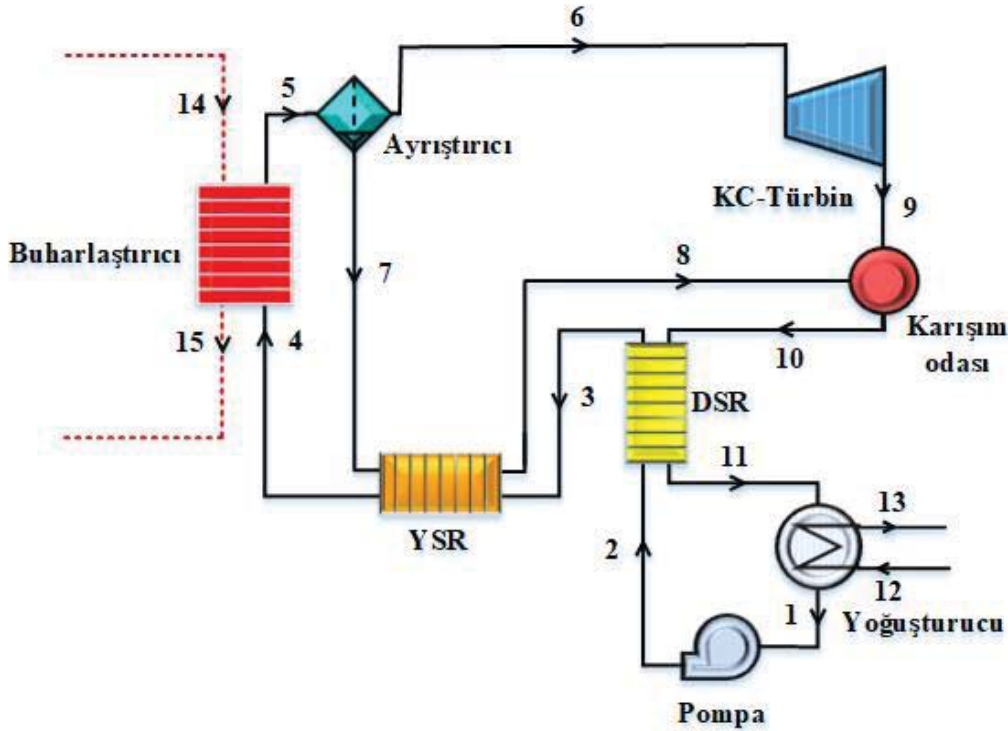 6
14
5
Ayrıştırıcı
KC-Türbin
9
Buharlaştırıcı
7
8
15
4
10
Karışım
odası
3
DSR
11
YSR
2
13
12
1
Yoğuşturucu
Pompa